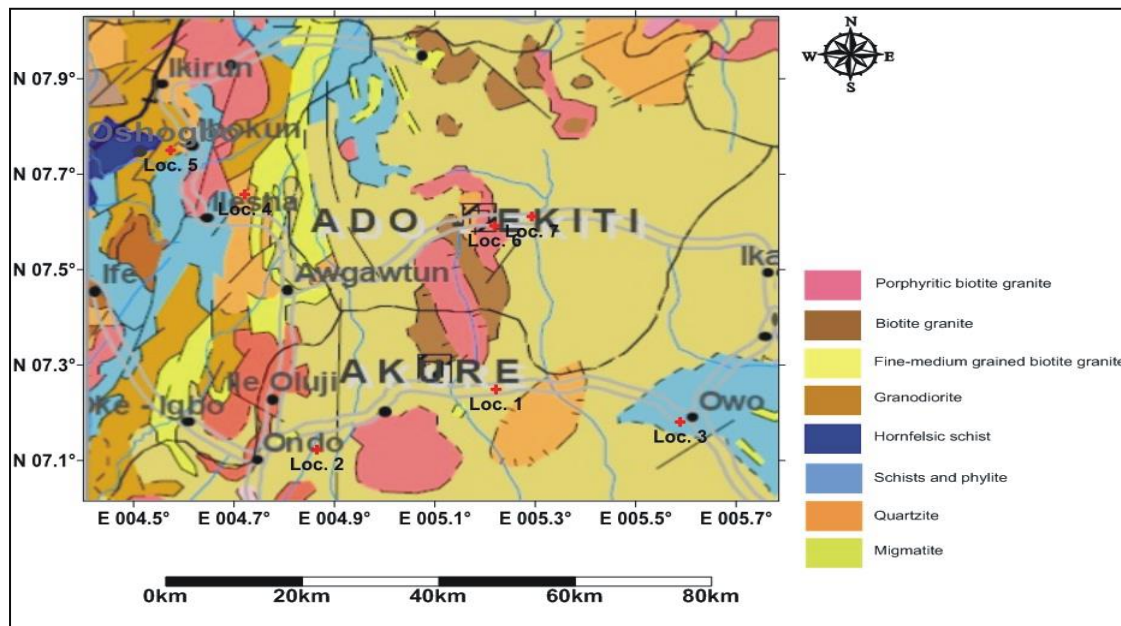 N
W E
S
N 07.9°
N 07.7°
N 07.5°
N 07.3°
N 07.1°
Ikirun
Loc. 5
Ilesha
Loc. 4
ADO - EKITI
Loc. 6 Loc. 7
Ika
Ife
Awgawtun
AKURE
Ile Oluji
Loc. 1
Owo
Oke - Igbo
Loc. 3
Ondo
Loc. 2
E 004.5° E 004.7° E 004.9° E 005.1° E 005.3° E 005.5° E 005.7°
Porphyritic biotite granite
Biotite granite
Fine-medium grained biotite granite
Granodiorite
Hornfelsic schist
Schists and phylite
Quartzite
Migmatite
0km 20km 40km 60km 80km